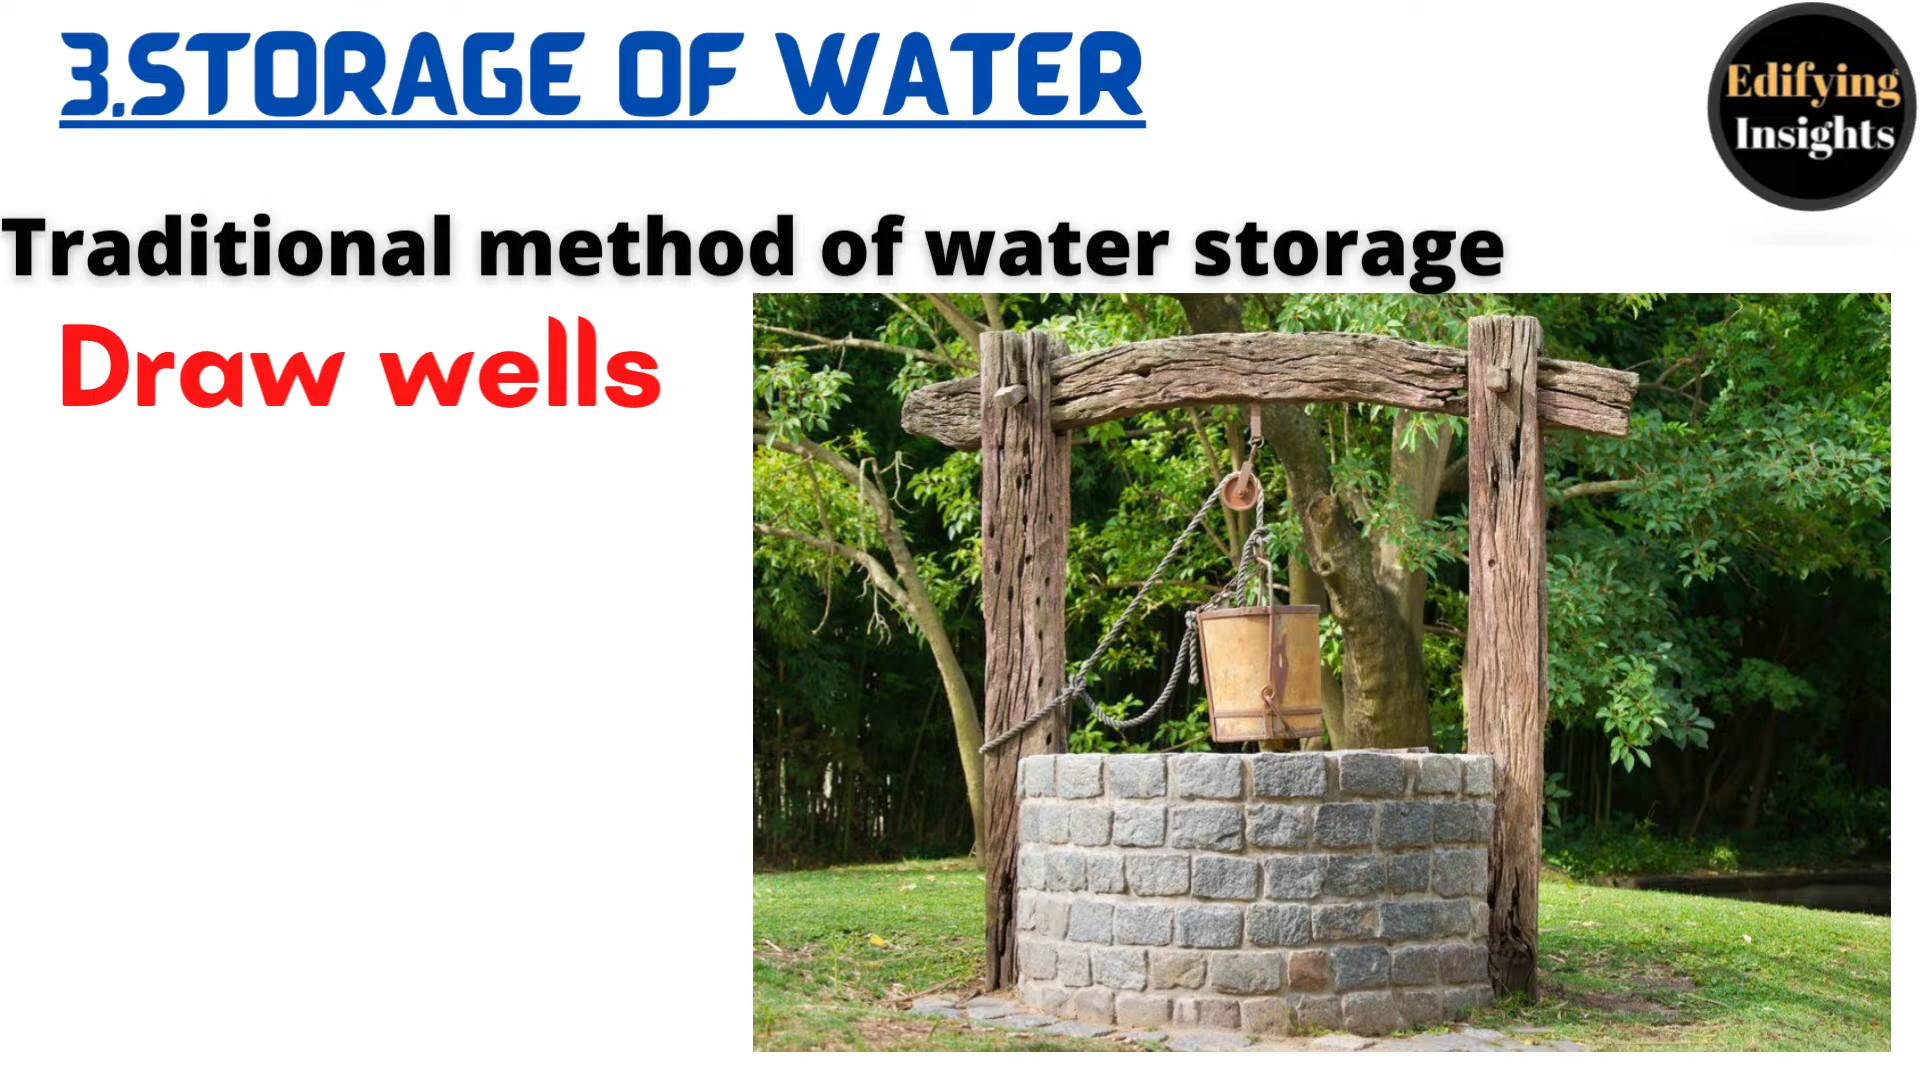 3.STORAGE OF WATER
Edifying
Insights
Traditional method of water storage
Draw wells